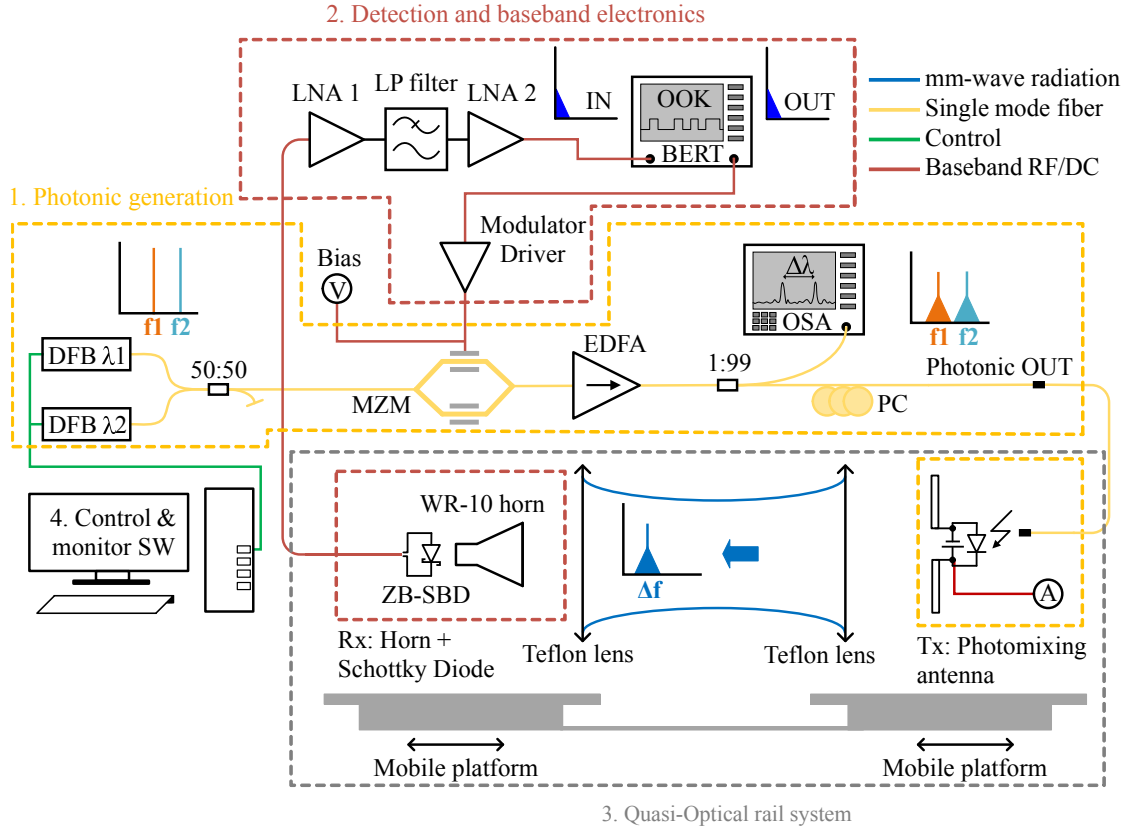 2. Detection and baseband electronics
LNA 1
LP filter
LNA 2
IN
OOK
BERT
OUT
mm-wave radiation
Single mode fiber
Control
Baseband RF/DC
1. Photonic generation
f1
f2
Bias
V
Modulator
Driver
Δλ
OSA
f1
f2
DFB λ1
DFB λ2
50:50
MZM
EDFA
1:99
PC
Photonic OUT
4. Control &
monitor SW
WR-10 horn
ZB-SBD
Rx: Horn +
Schottky Diode
Δf
Teflon lens
Teflon lens
A
Tx: Photomixing
antenna
Mobile platform
Mobile platform
3. Quasi-Optical rail system